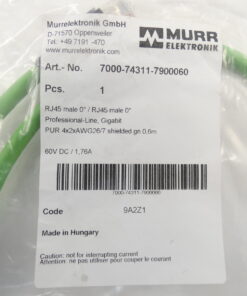 Murrelektronik GmbH
D-71570 Oppenweiler
Tel. +49 7191 -470
www.murrelektronik.com
MURR
ELEKTRONIK
Art.-No. 7000-74311-7900060
Pcs. 1
RJ45 male 0° / RJ45 male 0°
Professional-Line, Gigabit
PUR 4x2xAWG26/7 shielded gn 0,6m
60V DC / 1,76A
7000-74311-7900060
Code 9A2Z1
Made in Hungary
Caution: not for interrupting current
Attention: ne pas utiliser pour couper le courant